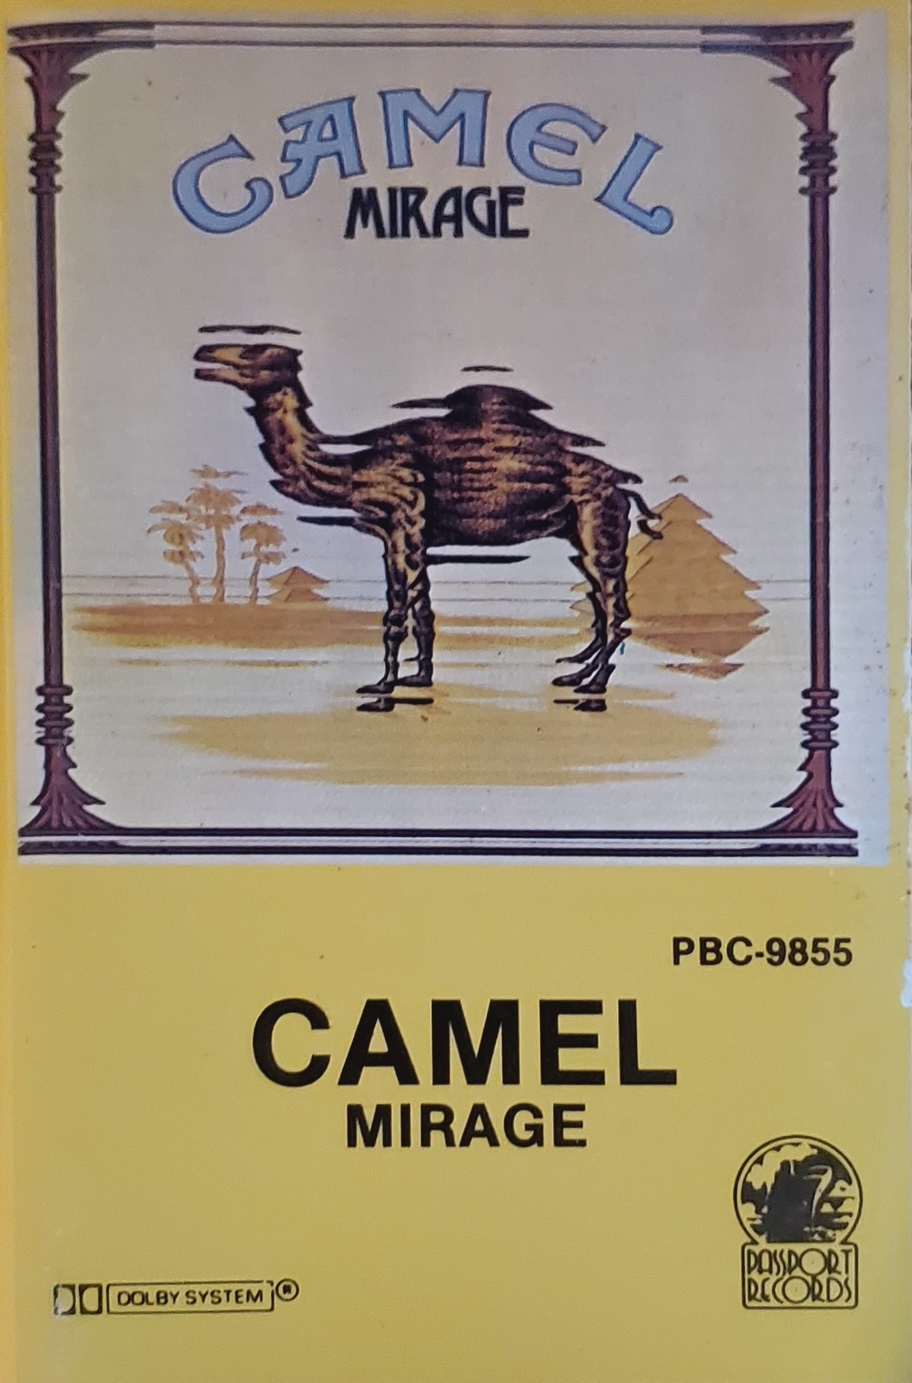 CAMEL
MIRAGE
PBC-9855
CAMEL
MIRAGE
DOLBY SYSTEM ®
PASSPORT
RECORDS